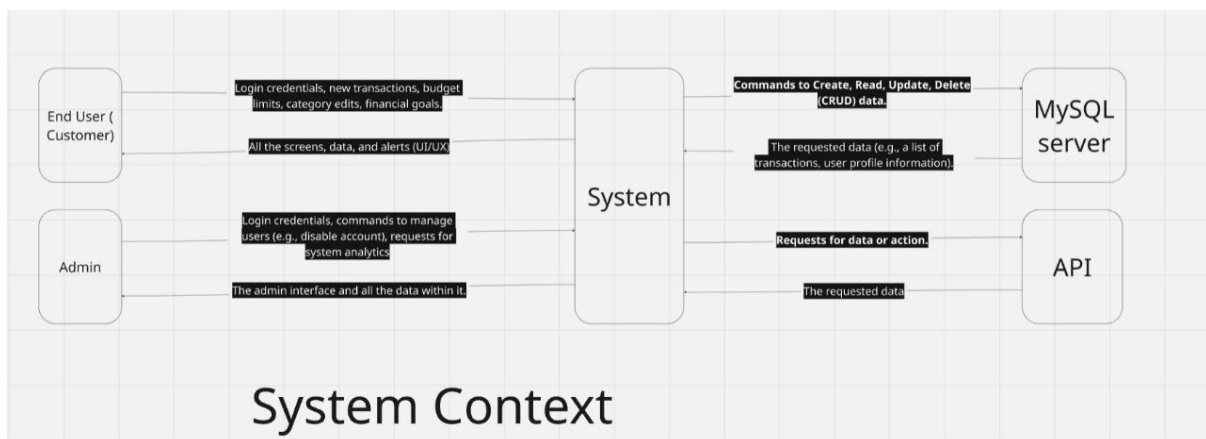 Login credentials, new transactions, budget
limits, category edits, financial goals.
Commands to Create, Read, Update, Delete
(CRUD) data.
End User (
Customer)
All the screens, data, and alerts (UI/UX)
MySQL
server
The requested data (e.g., a list of
transactions, user profile information).
System
Login credentials, commands to manage
users (e.g., disable account), requests for
system analytics
Requests for data or action.
Admin
API
The admin interface and all the data within it.
The requested data
System Context